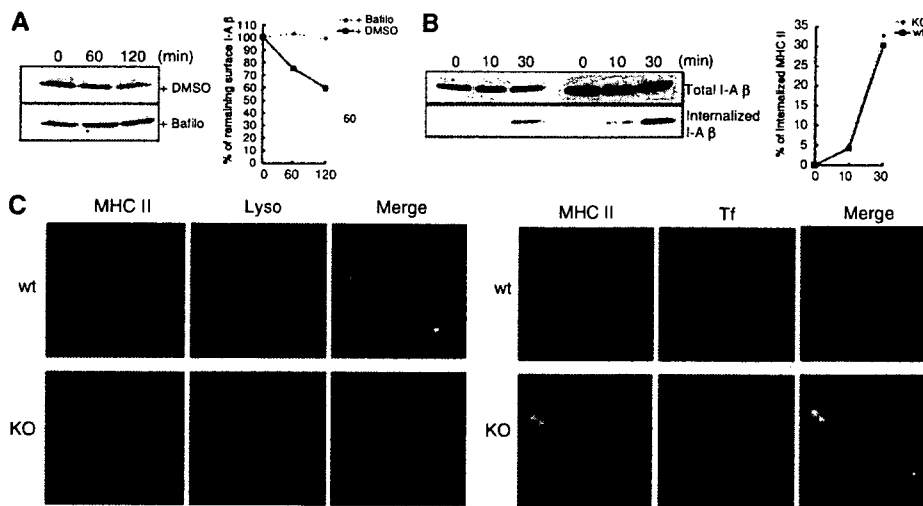 A
0 60 120 (min)
+ DMSO
+ Bafilo
% of remaining surface I-A β
110
100
90
80
70
60
50
40
30
20
10
0
0 60 120
+ Bafilo
+ DMSO
60
B
0 10 30 0 10 30 (min)
Total I-A β
Internalized
I-A β
% of Internalized MHC II
35
30
25
20
15
10
5
0
0 10 30
KO
wt
C
MHC II Lyso Merge
wt
KO
MHC II Tf Merge
wt
KO